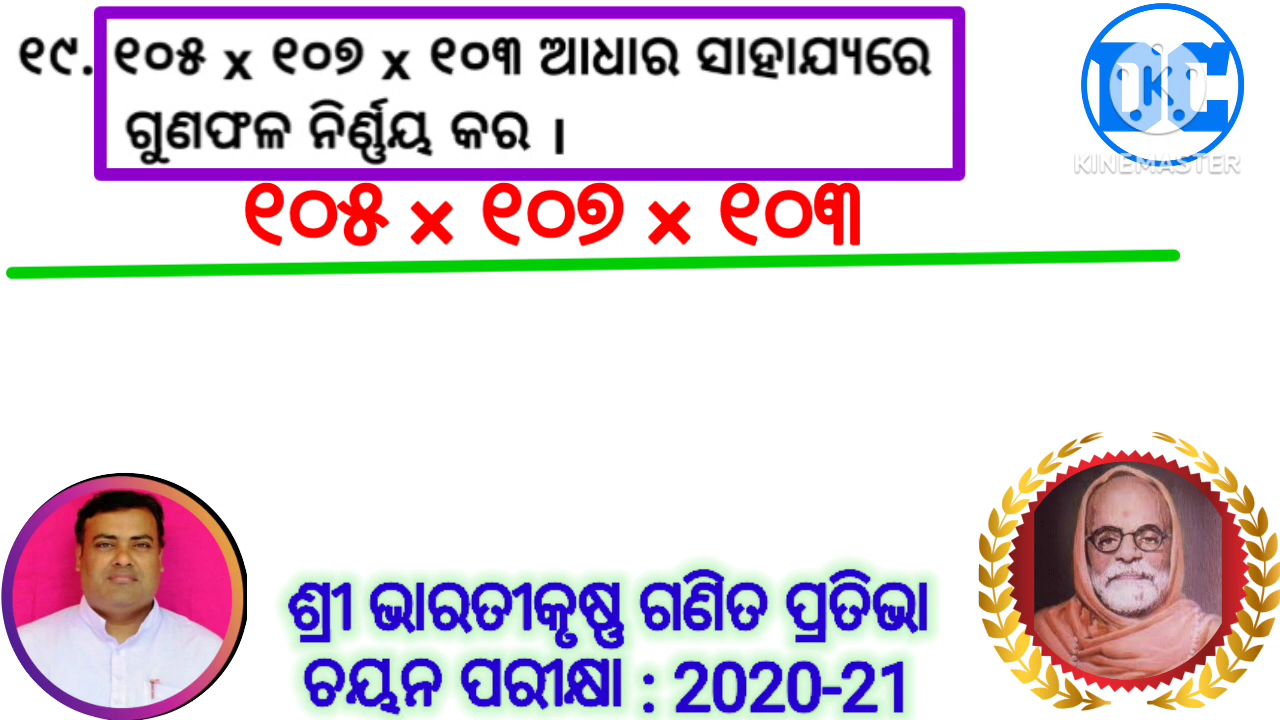 ୧୯. ୧୦୫ x ୧୦୭ x ୧୦୩ ଆଧାର ସାହାଯ୍ୟରେ
ଗୁଣଫଳ ନିର୍ଣ୍ଣୟ କର ।
୧୦୫ × ୧୦୭ × ୧୦୩
KINEMASTER
ଶ୍ରୀ ଭାରତୀକୃଷ୍ଣ ଗଣିତ ପ୍ରତିଭା
ଚୟନ ପରୀକ୍ଷା : 2020-21